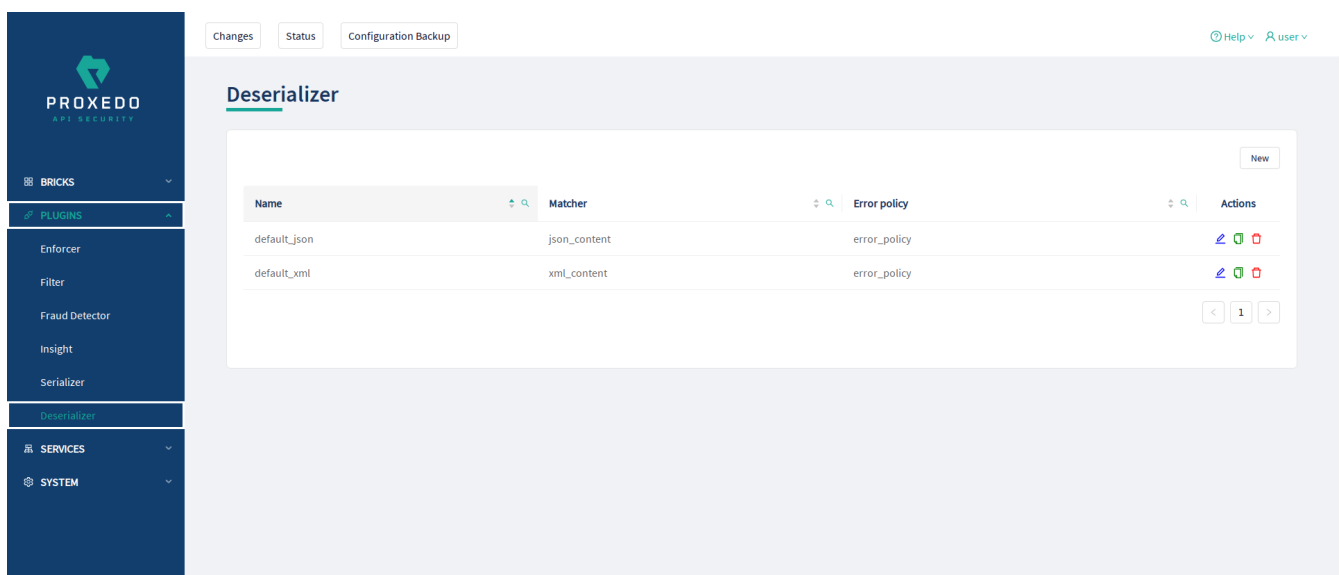 Changes Status Configuration Backup Help user
PROXEDO
API SECURITY
Deserializer
New
BRICKS
PLUGINS
Enforcer
Filter
Fraud Detector
Insight
Serializer
Deserializer
SERVICES
SYSTEM
Name Matcher Error policy Actions
default_json json_content error_policy
default_xml xml_content error_policy
< 1 >